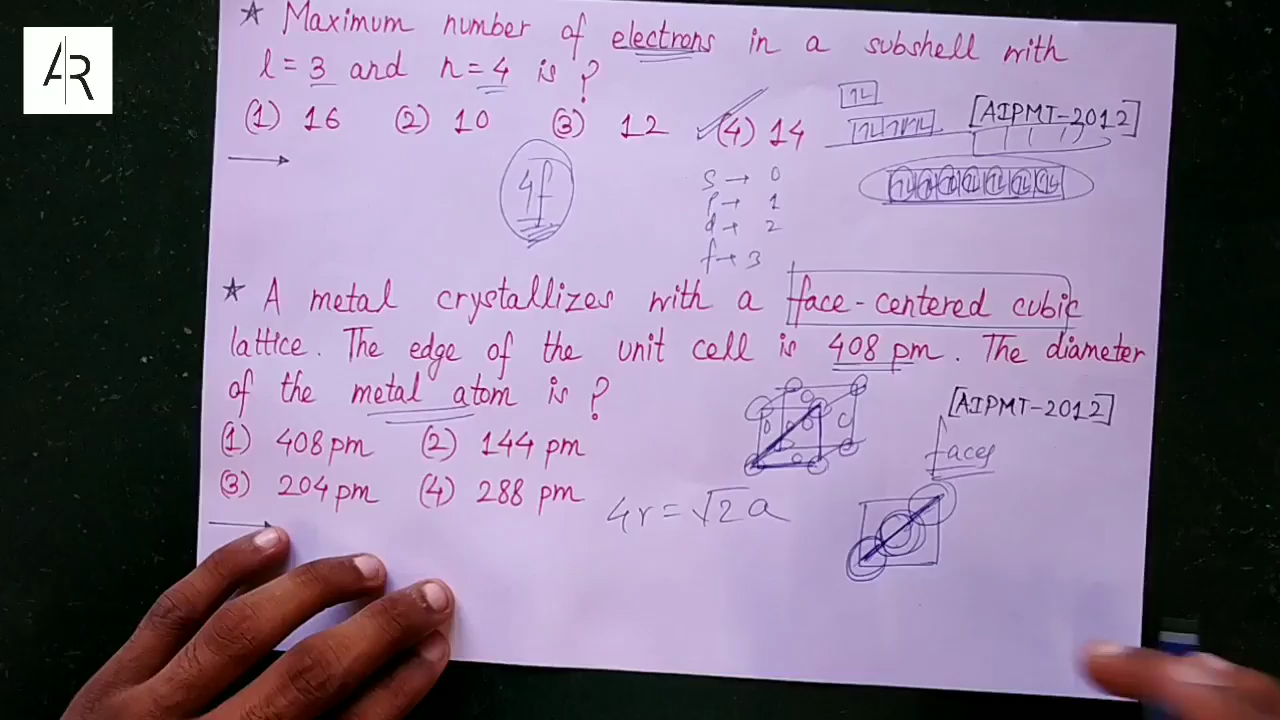 AR
★ Maximum number of electrons in a subshell with
l = 3 and n = 4 is ?
(1) 16 (2) 10 (3) 12 (4) 14 [AIPMT-2012]
4f
s → 0
p → 1
d → 2
f → 3
★ A metal crystallizes with a face-centered cubic
lattice. The edge of the unit cell is 408 pm. The diameter
of the metal atom is ?
[AIPMT-2012]
(1) 408 pm (2) 144 pm
faces
(3) 204 pm (4) 288 pm
4r = √2a